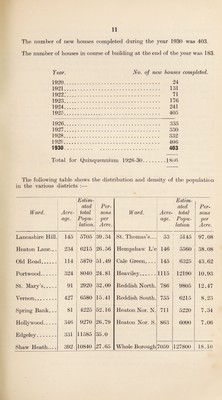 11
The number of new houses completed during the year 1930 was 403.
The number of houses in course of building at the end of the year was 182.
Year. No. of new houses completed.
1920 24
1921 131
1922 71
1923 176
1924 241
1925 405
1926 335
1927 330
1928 332
1929 406
1930 403
Total for Quinquennium 1926-30 1806
The following table shows the distribution and density of the population
in the various districts :—
Ward. Acreage. Estimated total Population. Persons per Acre. Ward. Acreage. Estimated total Population. Persons per Acre.
Lancashire Hill. 145 5705 39.34 St. Thomas's 53 5145 97.08
Heaton Lane 234 6215 26.56 Hempshaw L'e 146 5560 38.08
Old Road 114 5870 51.49 Cale Green 145 6325 43.62
Portwood 324 8040 24.81 Heaviley 1115 12190 10.93
St. Mary's 91 2920 32.09 Reddish North. 786 9805 12.47
Vernon 427 6580 15.41 Reddish South. 755 6215 8.23
Spring Bank 81 4225 52.16 Heaton Nor. N. 711 5220 7.34
Hollywood 346 9270 26.79 Heaton Nor. S. 863 6090 7.06
Edgeley 331 11585 35.0
Shaw Heath 392 10840 27.65 Whole Borough 7059 127800 18.10